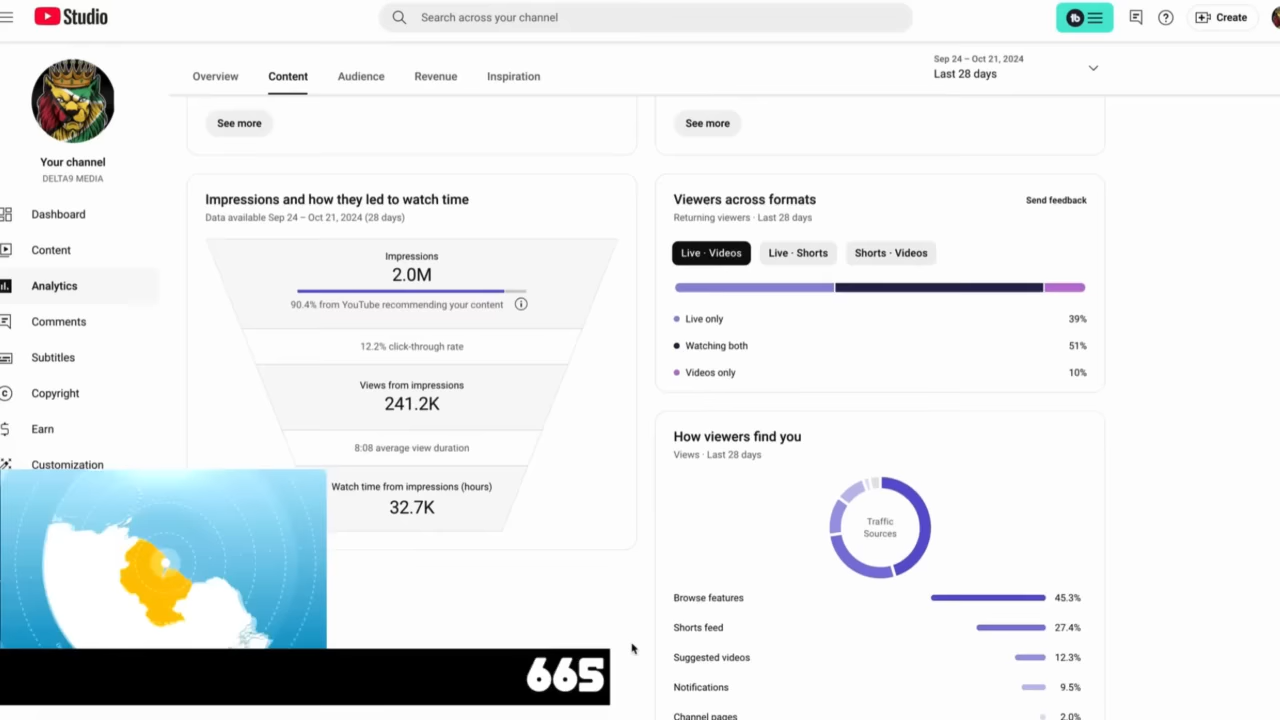 Studio
Search across your channel
Create
Your channel
DELTA9 MEDIA
Dashboard
Content
Analytics
Comments
Subtitles
Copyright
Earn
Customization
Overview
Content
Audience
Revenue
Inspiration
Sep 24 – Oct 21, 2024
Last 28 days
See more
See more
Impressions and how they led to watch time
Data available Sep 24 – Oct 21, 2024 (28 days)
Impressions
2.0M
90.4% from YouTube recommending your content
12.2% click-through rate
Views from impressions
241.2K
8:08 average view duration
Watch time from impressions (hours)
32.7K
Viewers across formats
Send feedback
Returning viewers · Last 28 days
Live · Videos
Live · Shorts
Shorts · Videos
Live only 39%
Watching both 51%
Videos only 10%
How viewers find you
Views · Last 28 days
Traffic
Sources
Browse features 45.3%
Shorts feed 27.4%
Suggested videos 12.3%
Notifications 9.5%
Channel pages 2.0%
665